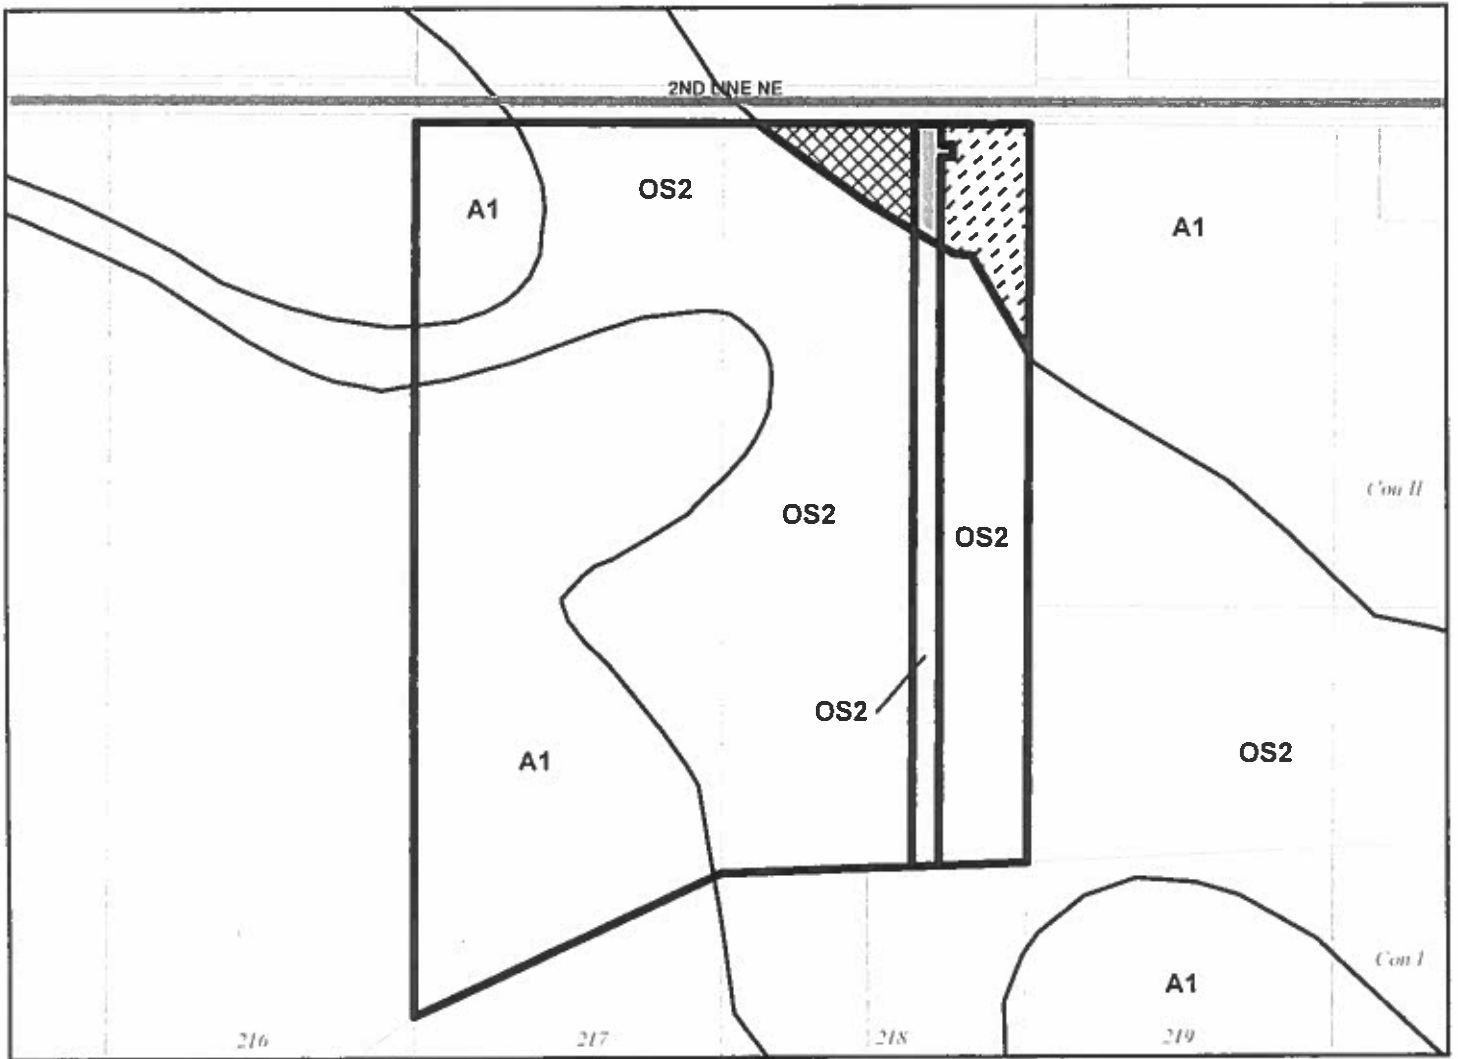 2ND LINE NE
OS2
A1
A1
Con II
OS2
OS2
OS2
OS2
A1
Con I
A1
216
217
218
219